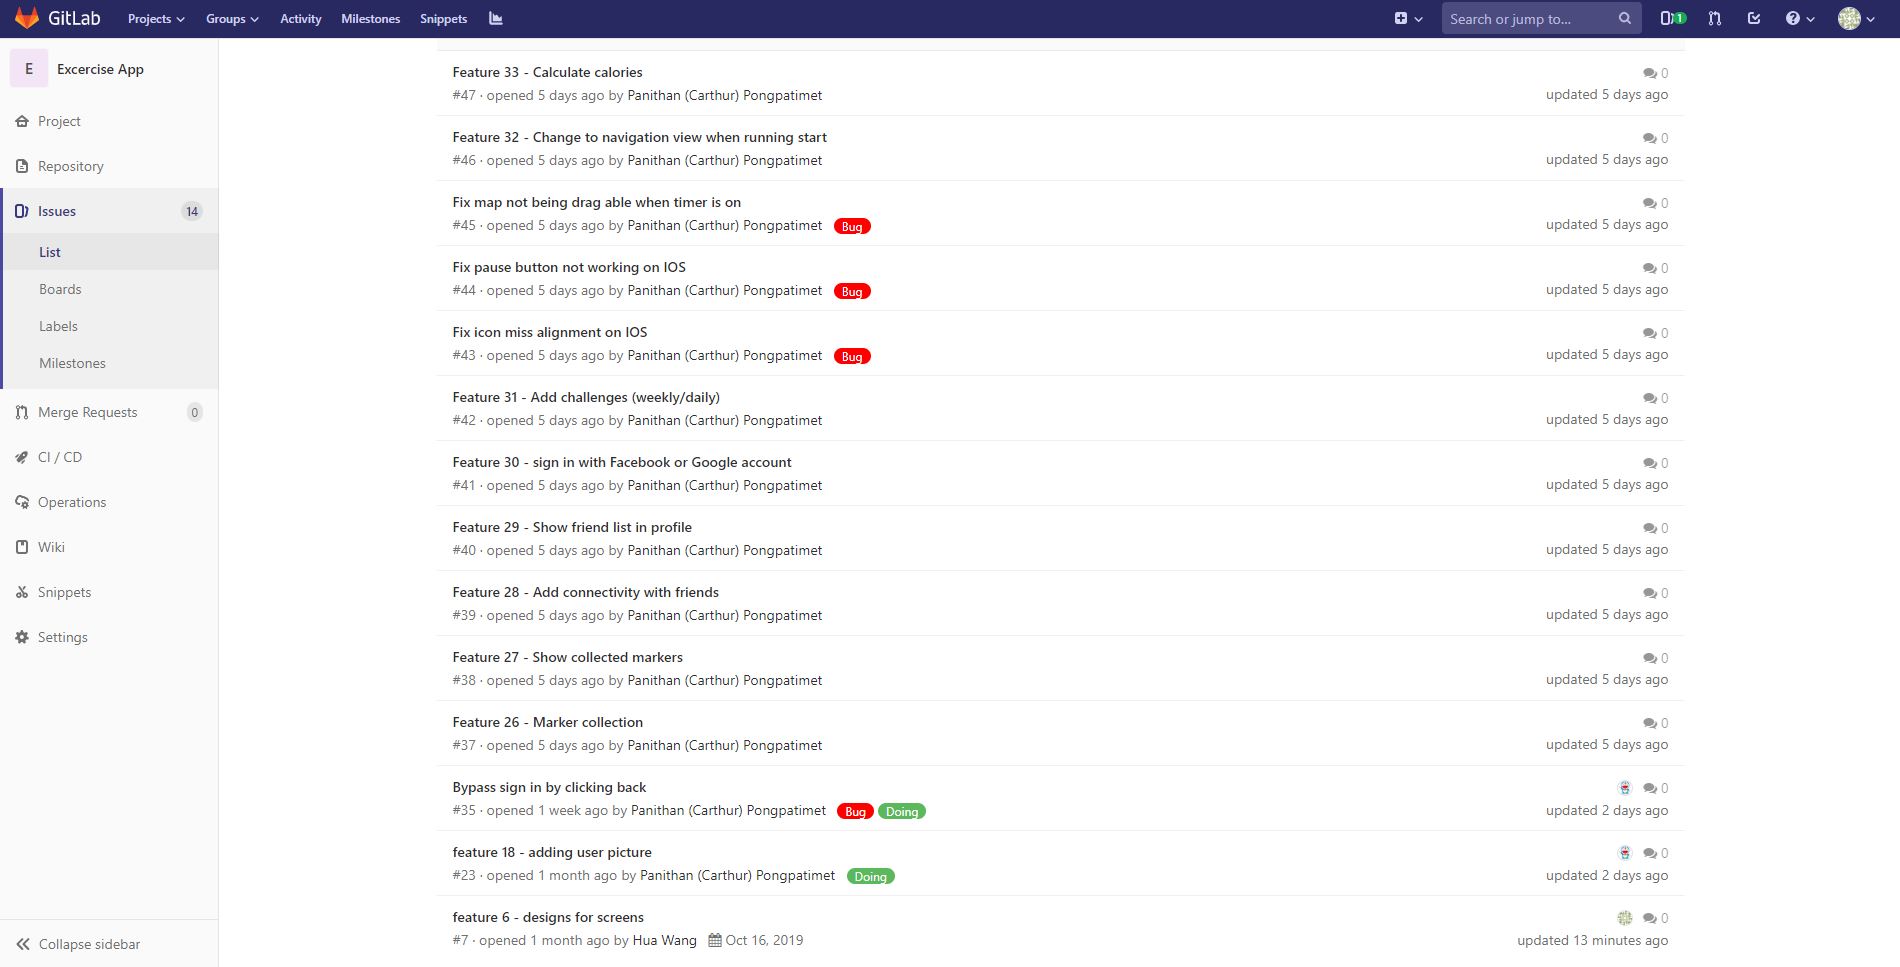 GitLab Projects Groups Activity Milestones Snippets Search or jump to... 1
E Excercise App
Project
Repository
Issues 14
List
Boards
Labels
Milestones
Merge Requests 0
CI / CD
Operations
Wiki
Snippets
Settings
Collapse sidebar
Feature 33 - Calculate calories 0
#47 · opened 5 days ago by Panithan (Carthur) Pongpatimet updated 5 days ago
Feature 32 - Change to navigation view when running start 0
#46 · opened 5 days ago by Panithan (Carthur) Pongpatimet updated 5 days ago
Fix map not being drag able when timer is on 0
#45 · opened 5 days ago by Panithan (Carthur) Pongpatimet Bug updated 5 days ago
Fix pause button not working on IOS 0
#44 · opened 5 days ago by Panithan (Carthur) Pongpatimet Bug updated 5 days ago
Fix icon miss alignment on IOS 0
#43 · opened 5 days ago by Panithan (Carthur) Pongpatimet Bug updated 5 days ago
Feature 31 - Add challenges (weekly/daily) 0
#42 · opened 5 days ago by Panithan (Carthur) Pongpatimet updated 5 days ago
Feature 30 - sign in with Facebook or Google account 0
#41 · opened 5 days ago by Panithan (Carthur) Pongpatimet updated 5 days ago
Feature 29 - Show friend list in profile 0
#40 · opened 5 days ago by Panithan (Carthur) Pongpatimet updated 5 days ago
Feature 28 - Add connectivity with friends 0
#39 · opened 5 days ago by Panithan (Carthur) Pongpatimet updated 5 days ago
Feature 27 - Show collected markers 0
#38 · opened 5 days ago by Panithan (Carthur) Pongpatimet updated 5 days ago
Feature 26 - Marker collection 0
#37 · opened 5 days ago by Panithan (Carthur) Pongpatimet updated 5 days ago
Bypass sign in by clicking back 0
#35 · opened 1 week ago by Panithan (Carthur) Pongpatimet Bug Doing updated 2 days ago
feature 18 - adding user picture 0
#23 · opened 1 month ago by Panithan (Carthur) Pongpatimet Doing updated 2 days ago
feature 6 - designs for screens 0
#7 · opened 1 month ago by Hua Wang Oct 16, 2019 updated 13 minutes ago